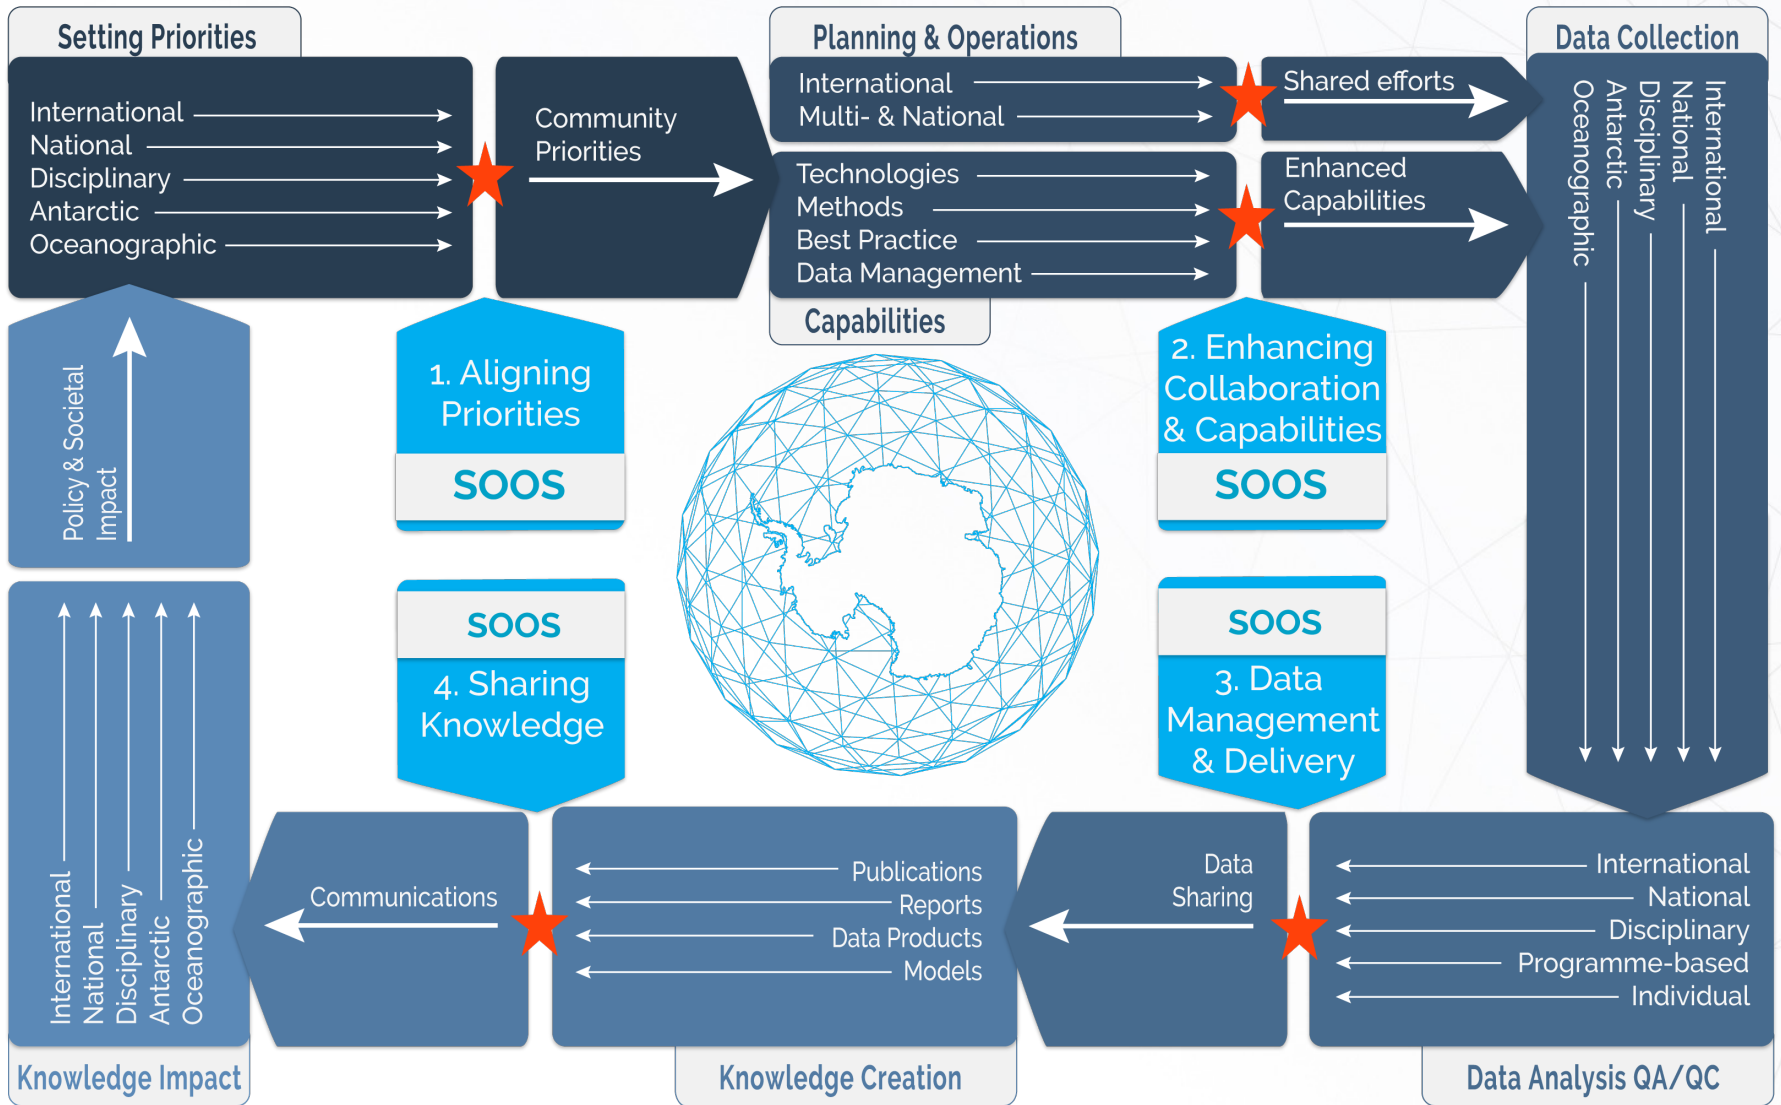 Setting Priorities
International
National
Disciplinary
Antarctic
Oceanographic
Community
Priorities
Planning & Operations
International
Multi- & National
Shared efforts
Technologies
Methods
Best Practice
Data Management
Enhanced
Capabilities
Capabilities
Data Collection
International
National
Disciplinary
Antarctic
Oceanographic
1. Aligning
Priorities
SOOS
2. Enhancing
Collaboration
& Capabilities
SOOS
Policy & Societal
Impact
SOOS
4. Sharing
Knowledge
SOOS
3. Data
Management
& Delivery
International
National
Disciplinary
Programme-based
Individual
Data Analysis QA/QC
Data
Sharing
Publications
Reports
Data Products
Models
Knowledge Creation
Communications
International
National
Disciplinary
Antarctic
Oceanographic
Knowledge Impact